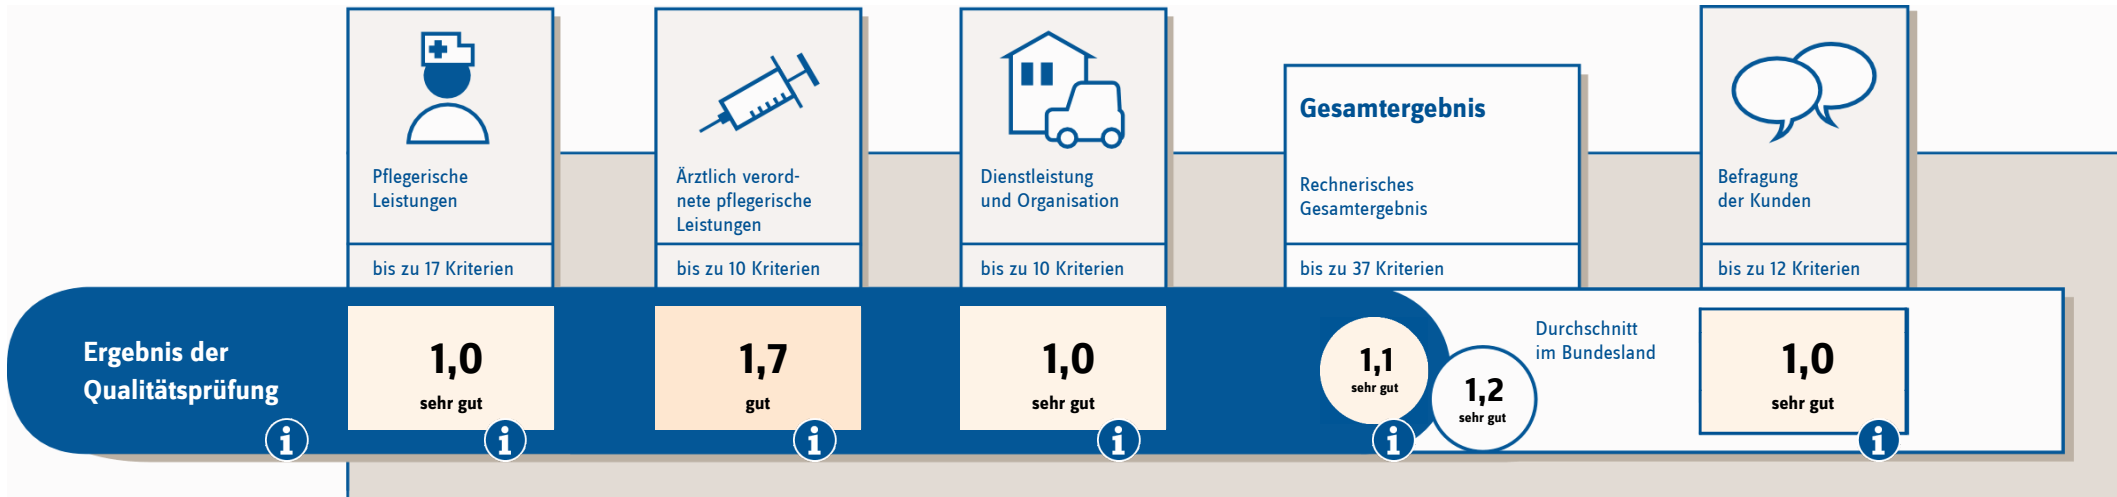 Pflegerische
Leistungen
bis zu 17 Kriterien
Ärztlich verord-
nete pflegerische
Leistungen
bis zu 10 Kriterien
Dienstleistung
und Organisation
bis zu 10 Kriterien
Gesamtergebnis
Rechnerisches
Gesamtergebnis
bis zu 37 Kriterien
Befragung
der Kunden
bis zu 12 Kriterien
Ergebnis der
Qualitätsprüfung
i
1,0
sehr gut
i
1,7
gut
i
1,0
sehr gut
i
1,1
sehr gut
i
1,2
sehr gut
Durchschnitt
im Bundesland
1,0
sehr gut
i